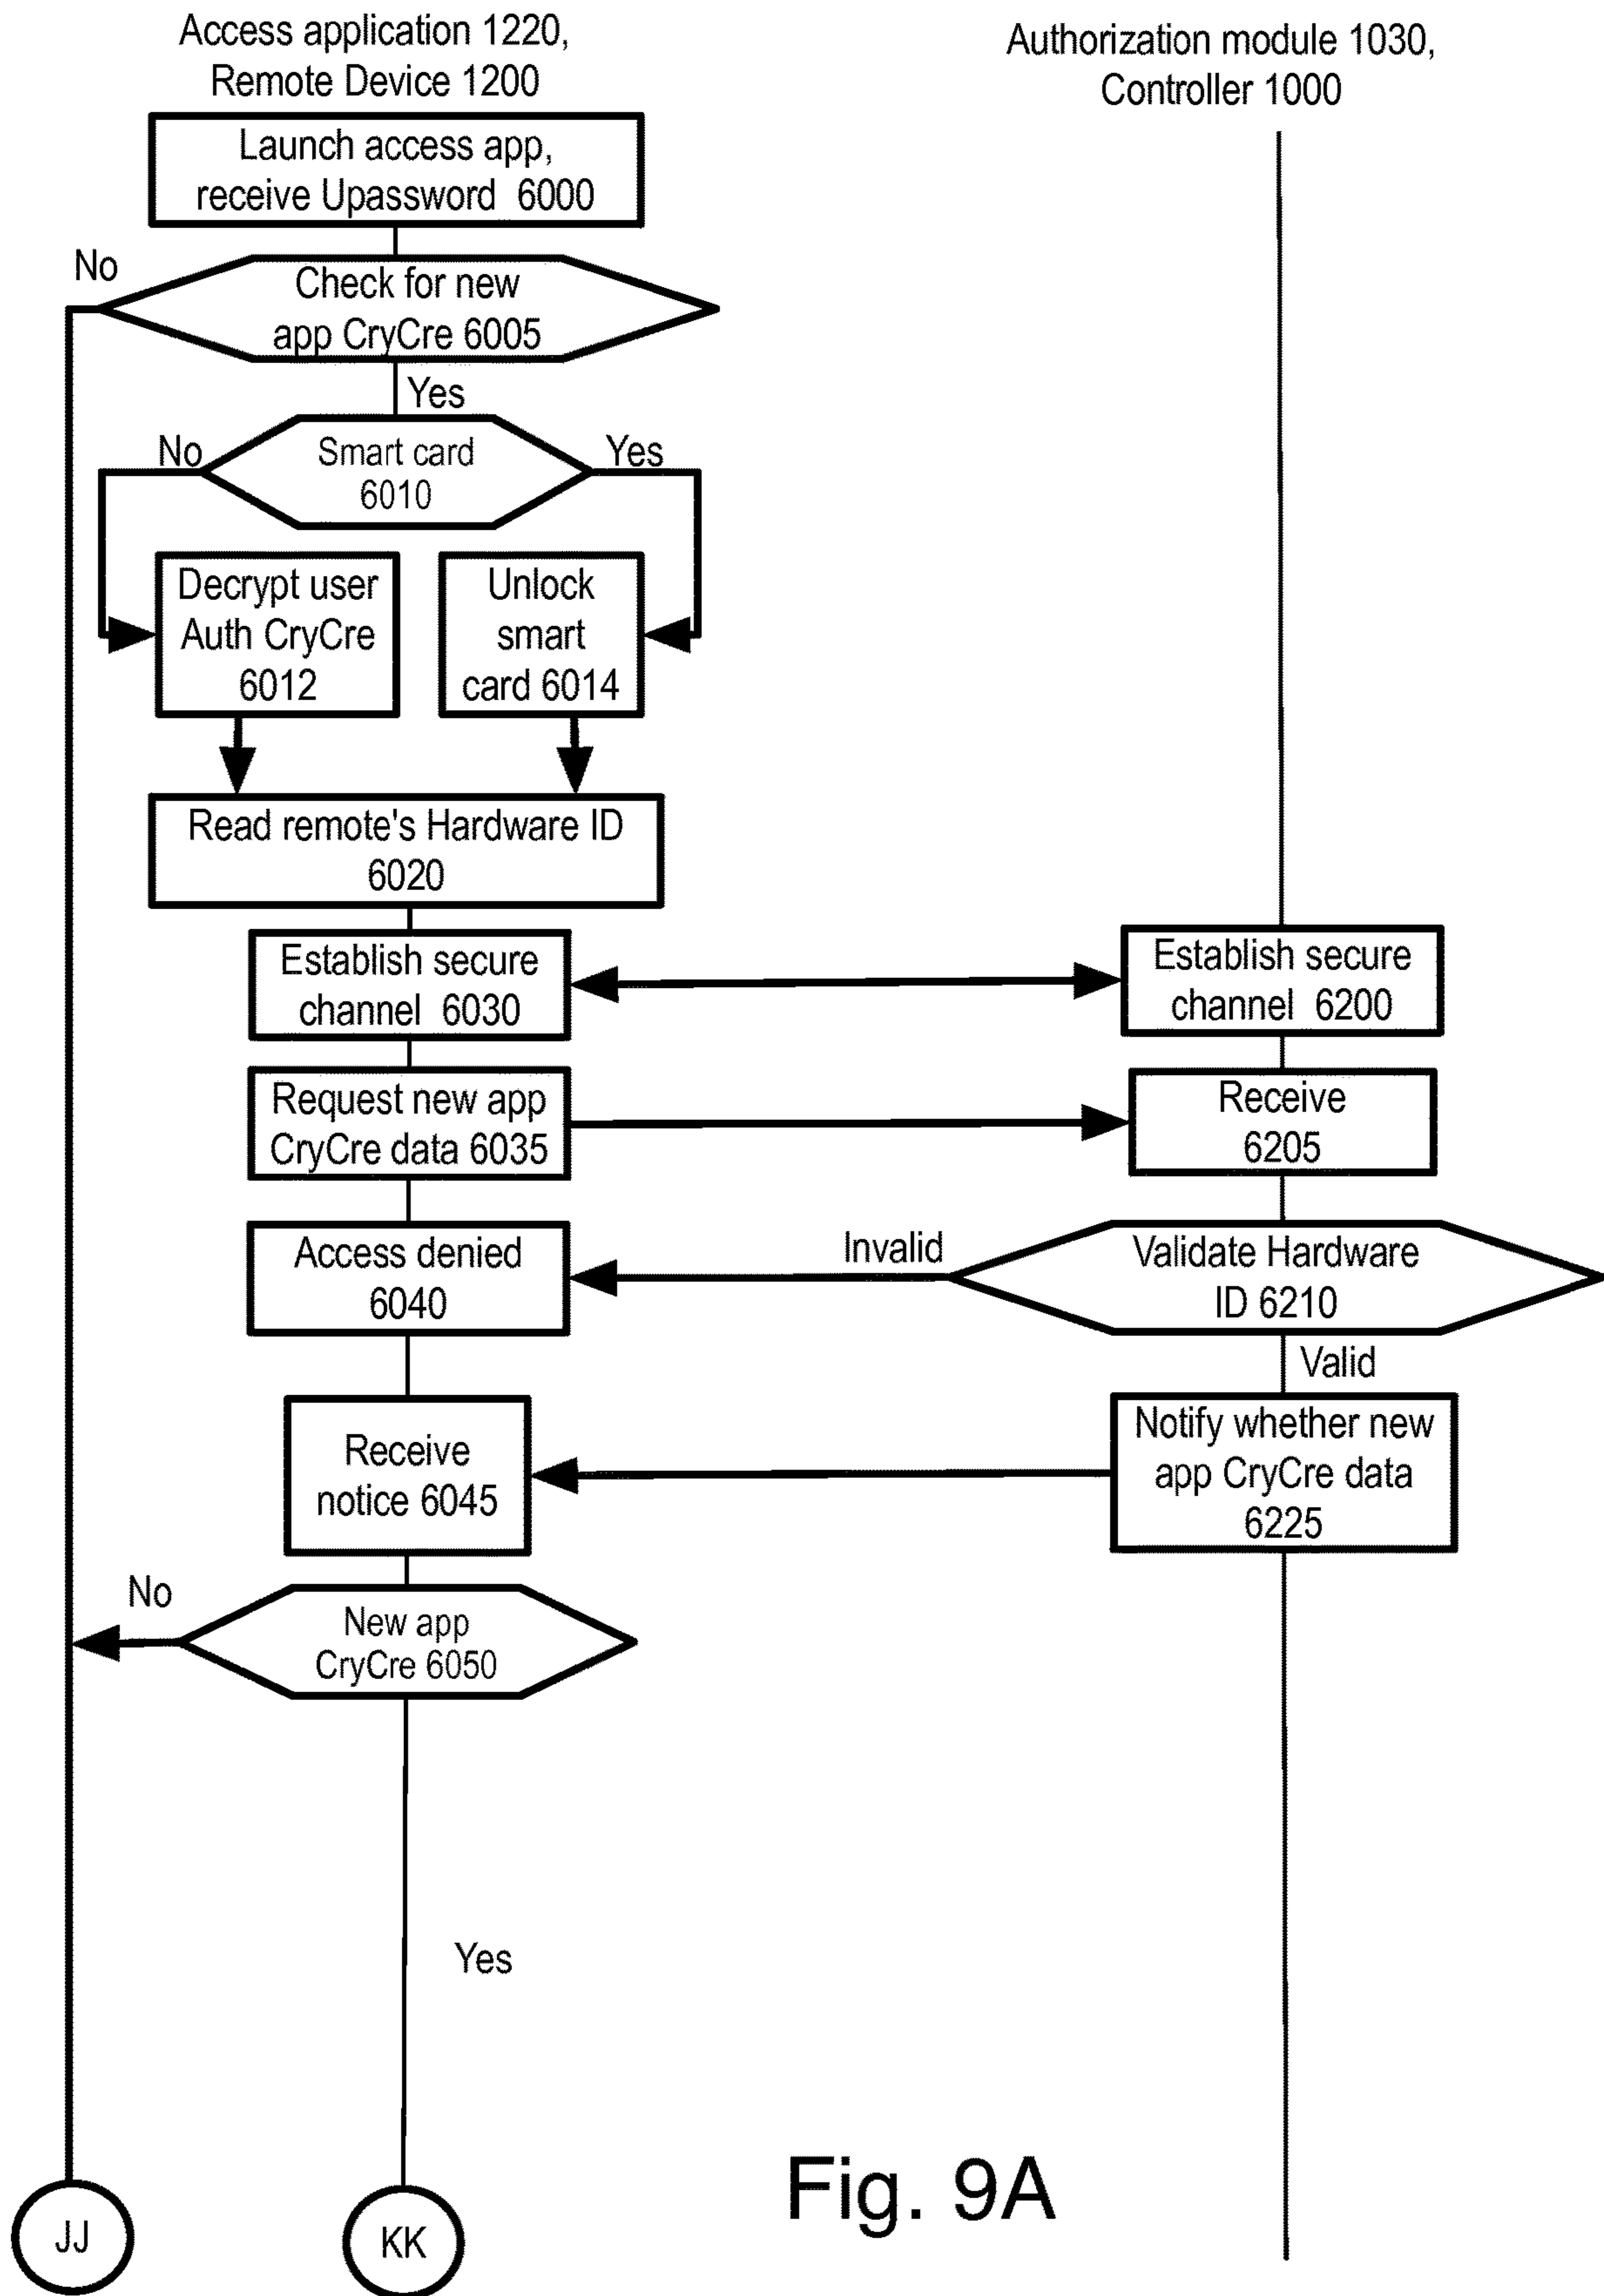 Access application 1220,
Remote Device 1200
Authorization module 1030,
Controller 1000
Launch access app,
receive Upassword 6000
No
Check for new
app CryCre 6005
Yes
No
Smart card
6010
Yes
Decrypt user
Auth CryCre
6012
Unlock
smart
card 6014
Read remote's Hardware ID
6020
Establish secure
channel 6030
Establish secure
channel 6200
Request new app
CryCre data 6035
Receive
6205
Access denied
6040
Invalid
Validate Hardware
ID 6210
Valid
Receive
notice 6045
Notify whether new
app CryCre data
6225
No
New app
CryCre 6050
Yes
JJ
KK
Fig. 9A